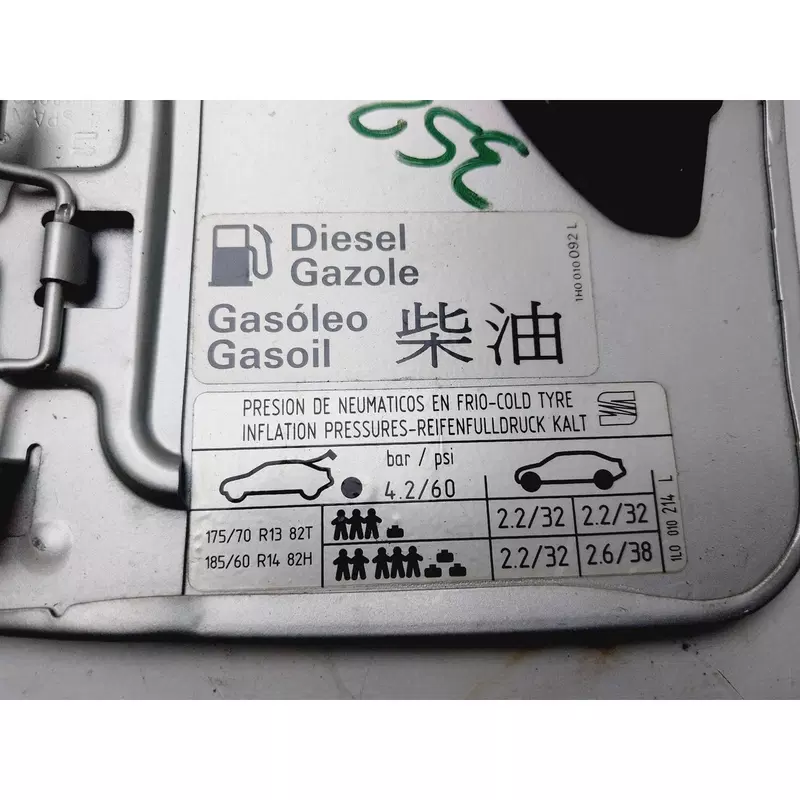 350
Diesel
Gazole
Gasóleo
Gasoil
柴油
1H0 010 092 L
PRESION DE NEUMATICOS EN FRIO-COLD TYRE
INFLATION PRESSURES-REIFENFULLDRUCK KALT
bar / psi
4.2/60
175/70 R13 82T 2.2/32 2.2/32
185/60 R14 82H 2.2/32 2.6/38
1L0 010 214 L